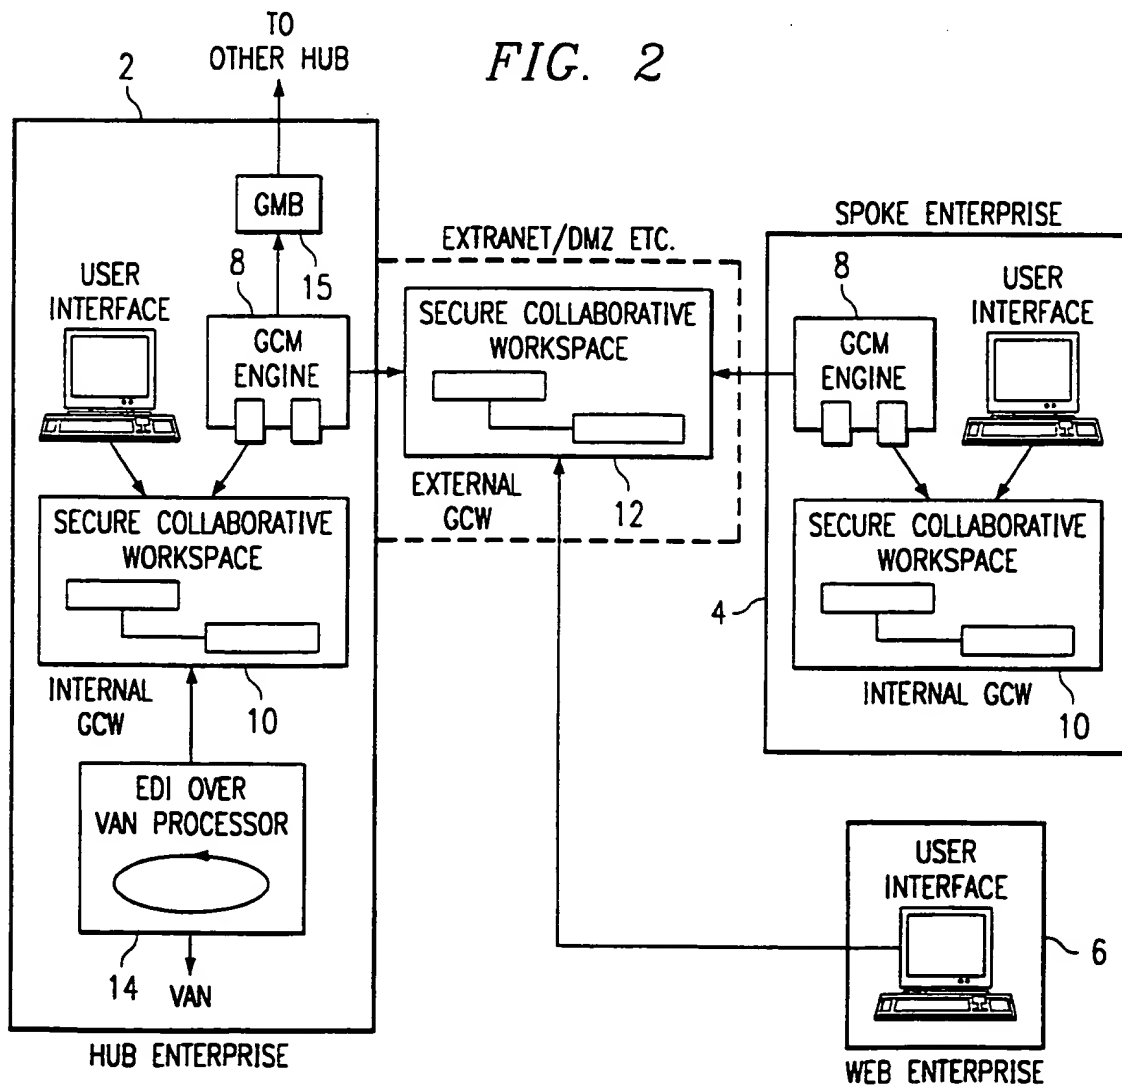 FIG. 2
TO
OTHER HUB
2
GMB
15
8
USER
INTERFACE
GCM
ENGINE
SECURE COLLABORATIVE
WORKSPACE
INTERNAL
GCW
10
EDI OVER
VAN PROCESSOR
14
VAN
HUB ENTERPRISE
EXTRANET/DMZ ETC.
SECURE COLLABORATIVE
WORKSPACE
EXTERNAL
GCW
12
SPOKE ENTERPRISE
8
USER
INTERFACE
GCM
ENGINE
SECURE COLLABORATIVE
WORKSPACE
4
INTERNAL GCW
10
USER
INTERFACE
6
WEB ENTERPRISE